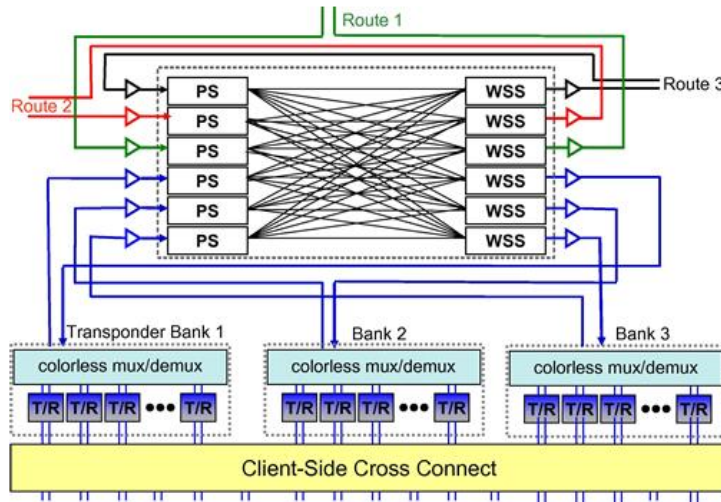 Route 1
Route 2
Route 3
PS WSS
PS WSS
PS WSS
PS WSS
PS WSS
PS WSS
Transponder Bank 1 Bank 2 Bank 3
colorless mux/demux colorless mux/demux colorless mux/demux
T/R T/R T/R T/R T/R T/R T/R T/R T/R T/R T/R T/R
Client-Side Cross Connect